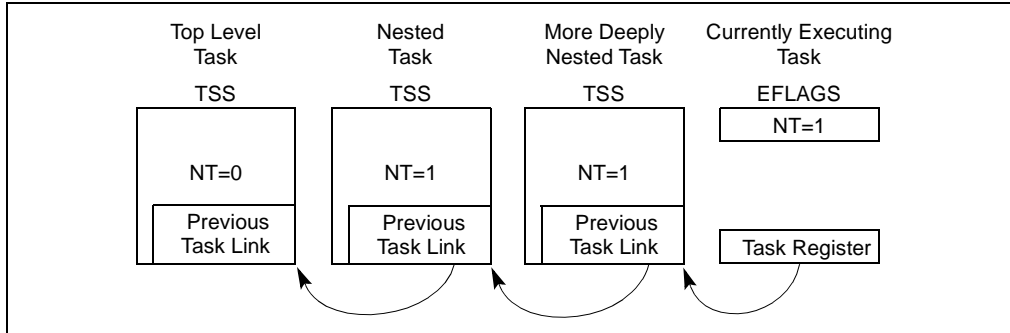 Top Level
Task
TSS
NT=0
Previous
Task Link
Nested
Task
TSS
NT=1
Previous
Task Link
More Deeply
Nested Task
TSS
NT=1
Previous
Task Link
Currently Executing
Task
EFLAGS
NT=1
Task Register